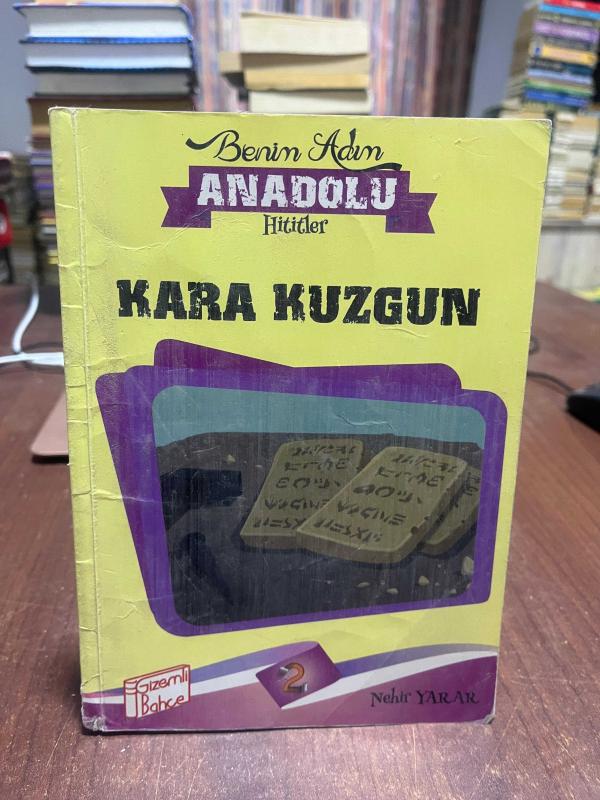 Benim Adım
ANADOLU
Hititler
KARA KUZGUN
Gizemli
Bahçe
2
Nehir YARAR